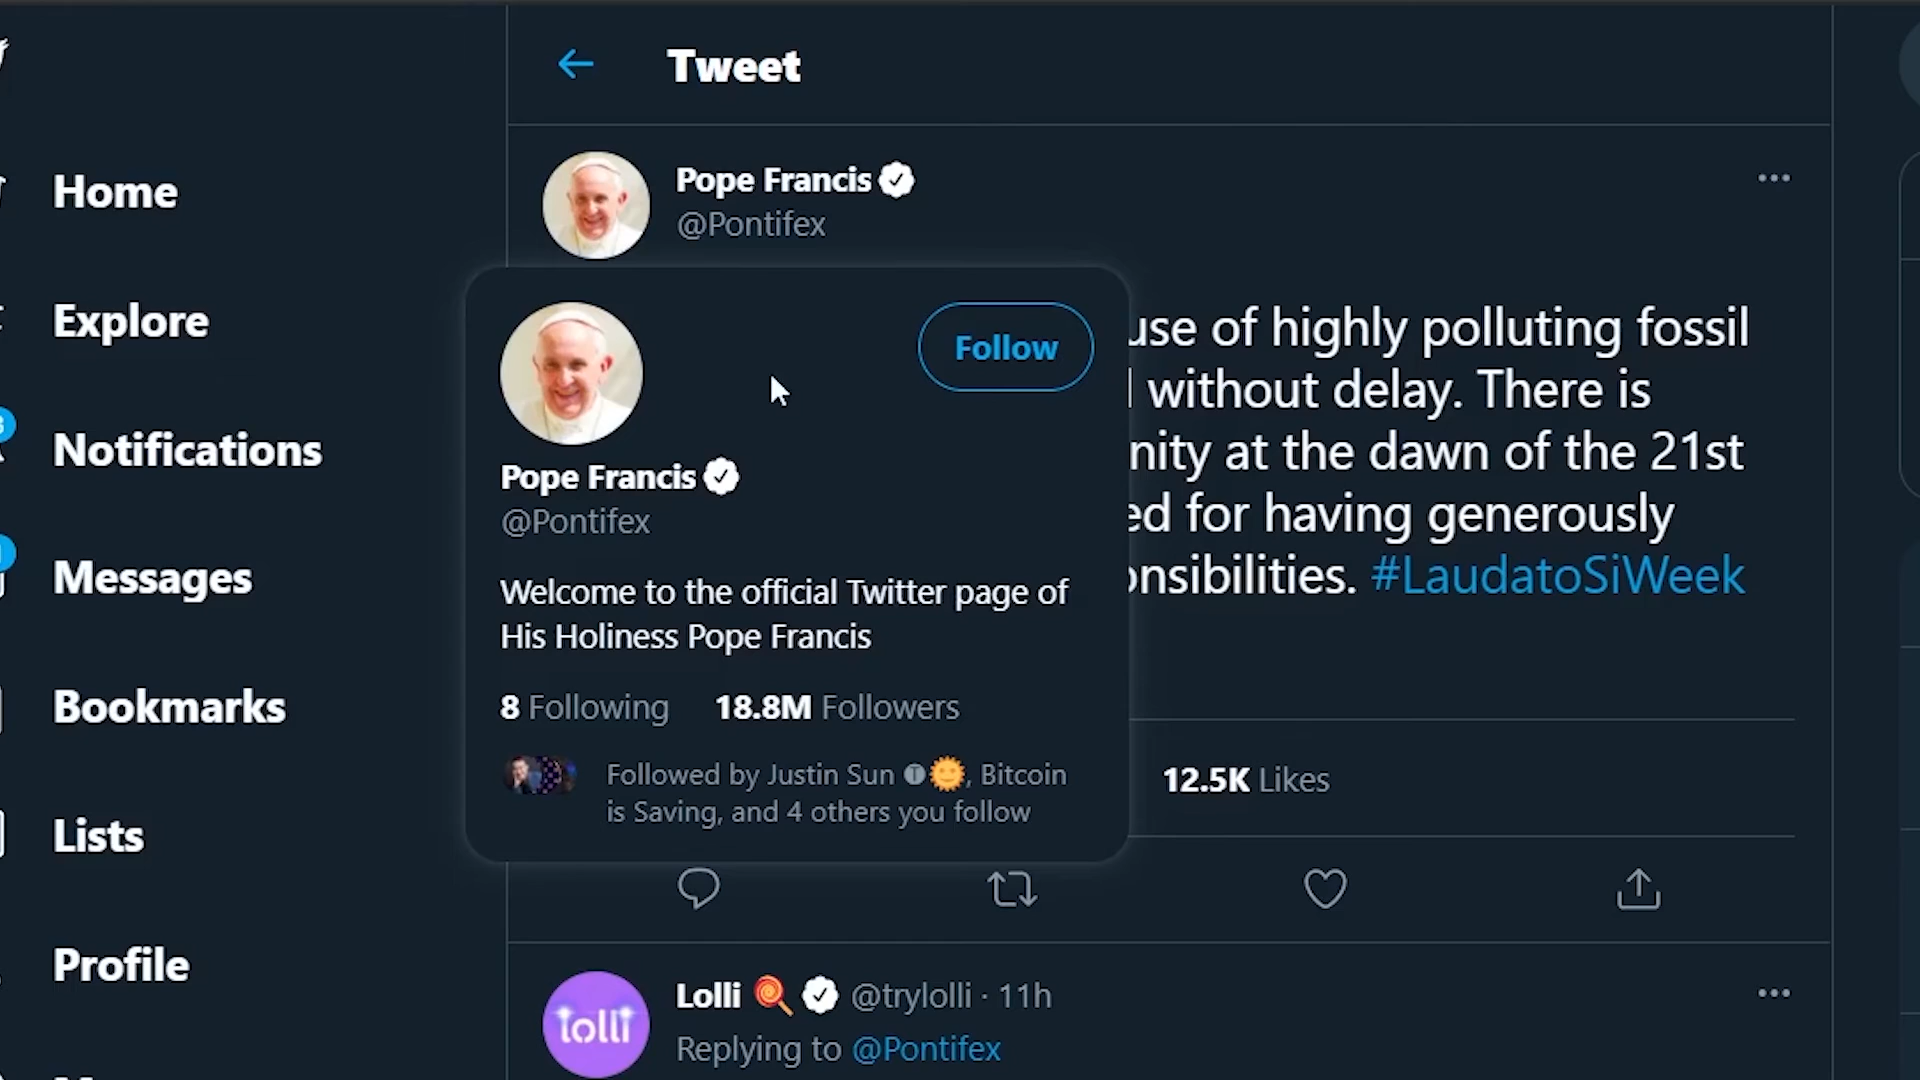 Tweet
Home
Explore
Notifications
Messages
Bookmarks
Lists
Profile
Pope Francis
@Pontifex
use of highly polluting fossil
without delay. There is
nity at the dawn of the 21st
ed for having generously
onsibilities. #LaudatoSiWeek
Follow
Pope Francis
@Pontifex
Welcome to the official Twitter page of
His Holiness Pope Francis
8 Following 18.8M Followers
Followed by Justin Sun 🌞, Bitcoin
is Saving, and 4 others you follow
12.5K Likes
lolli
Lolli 🍭 @trylolli · 11h
Replying to @Pontifex